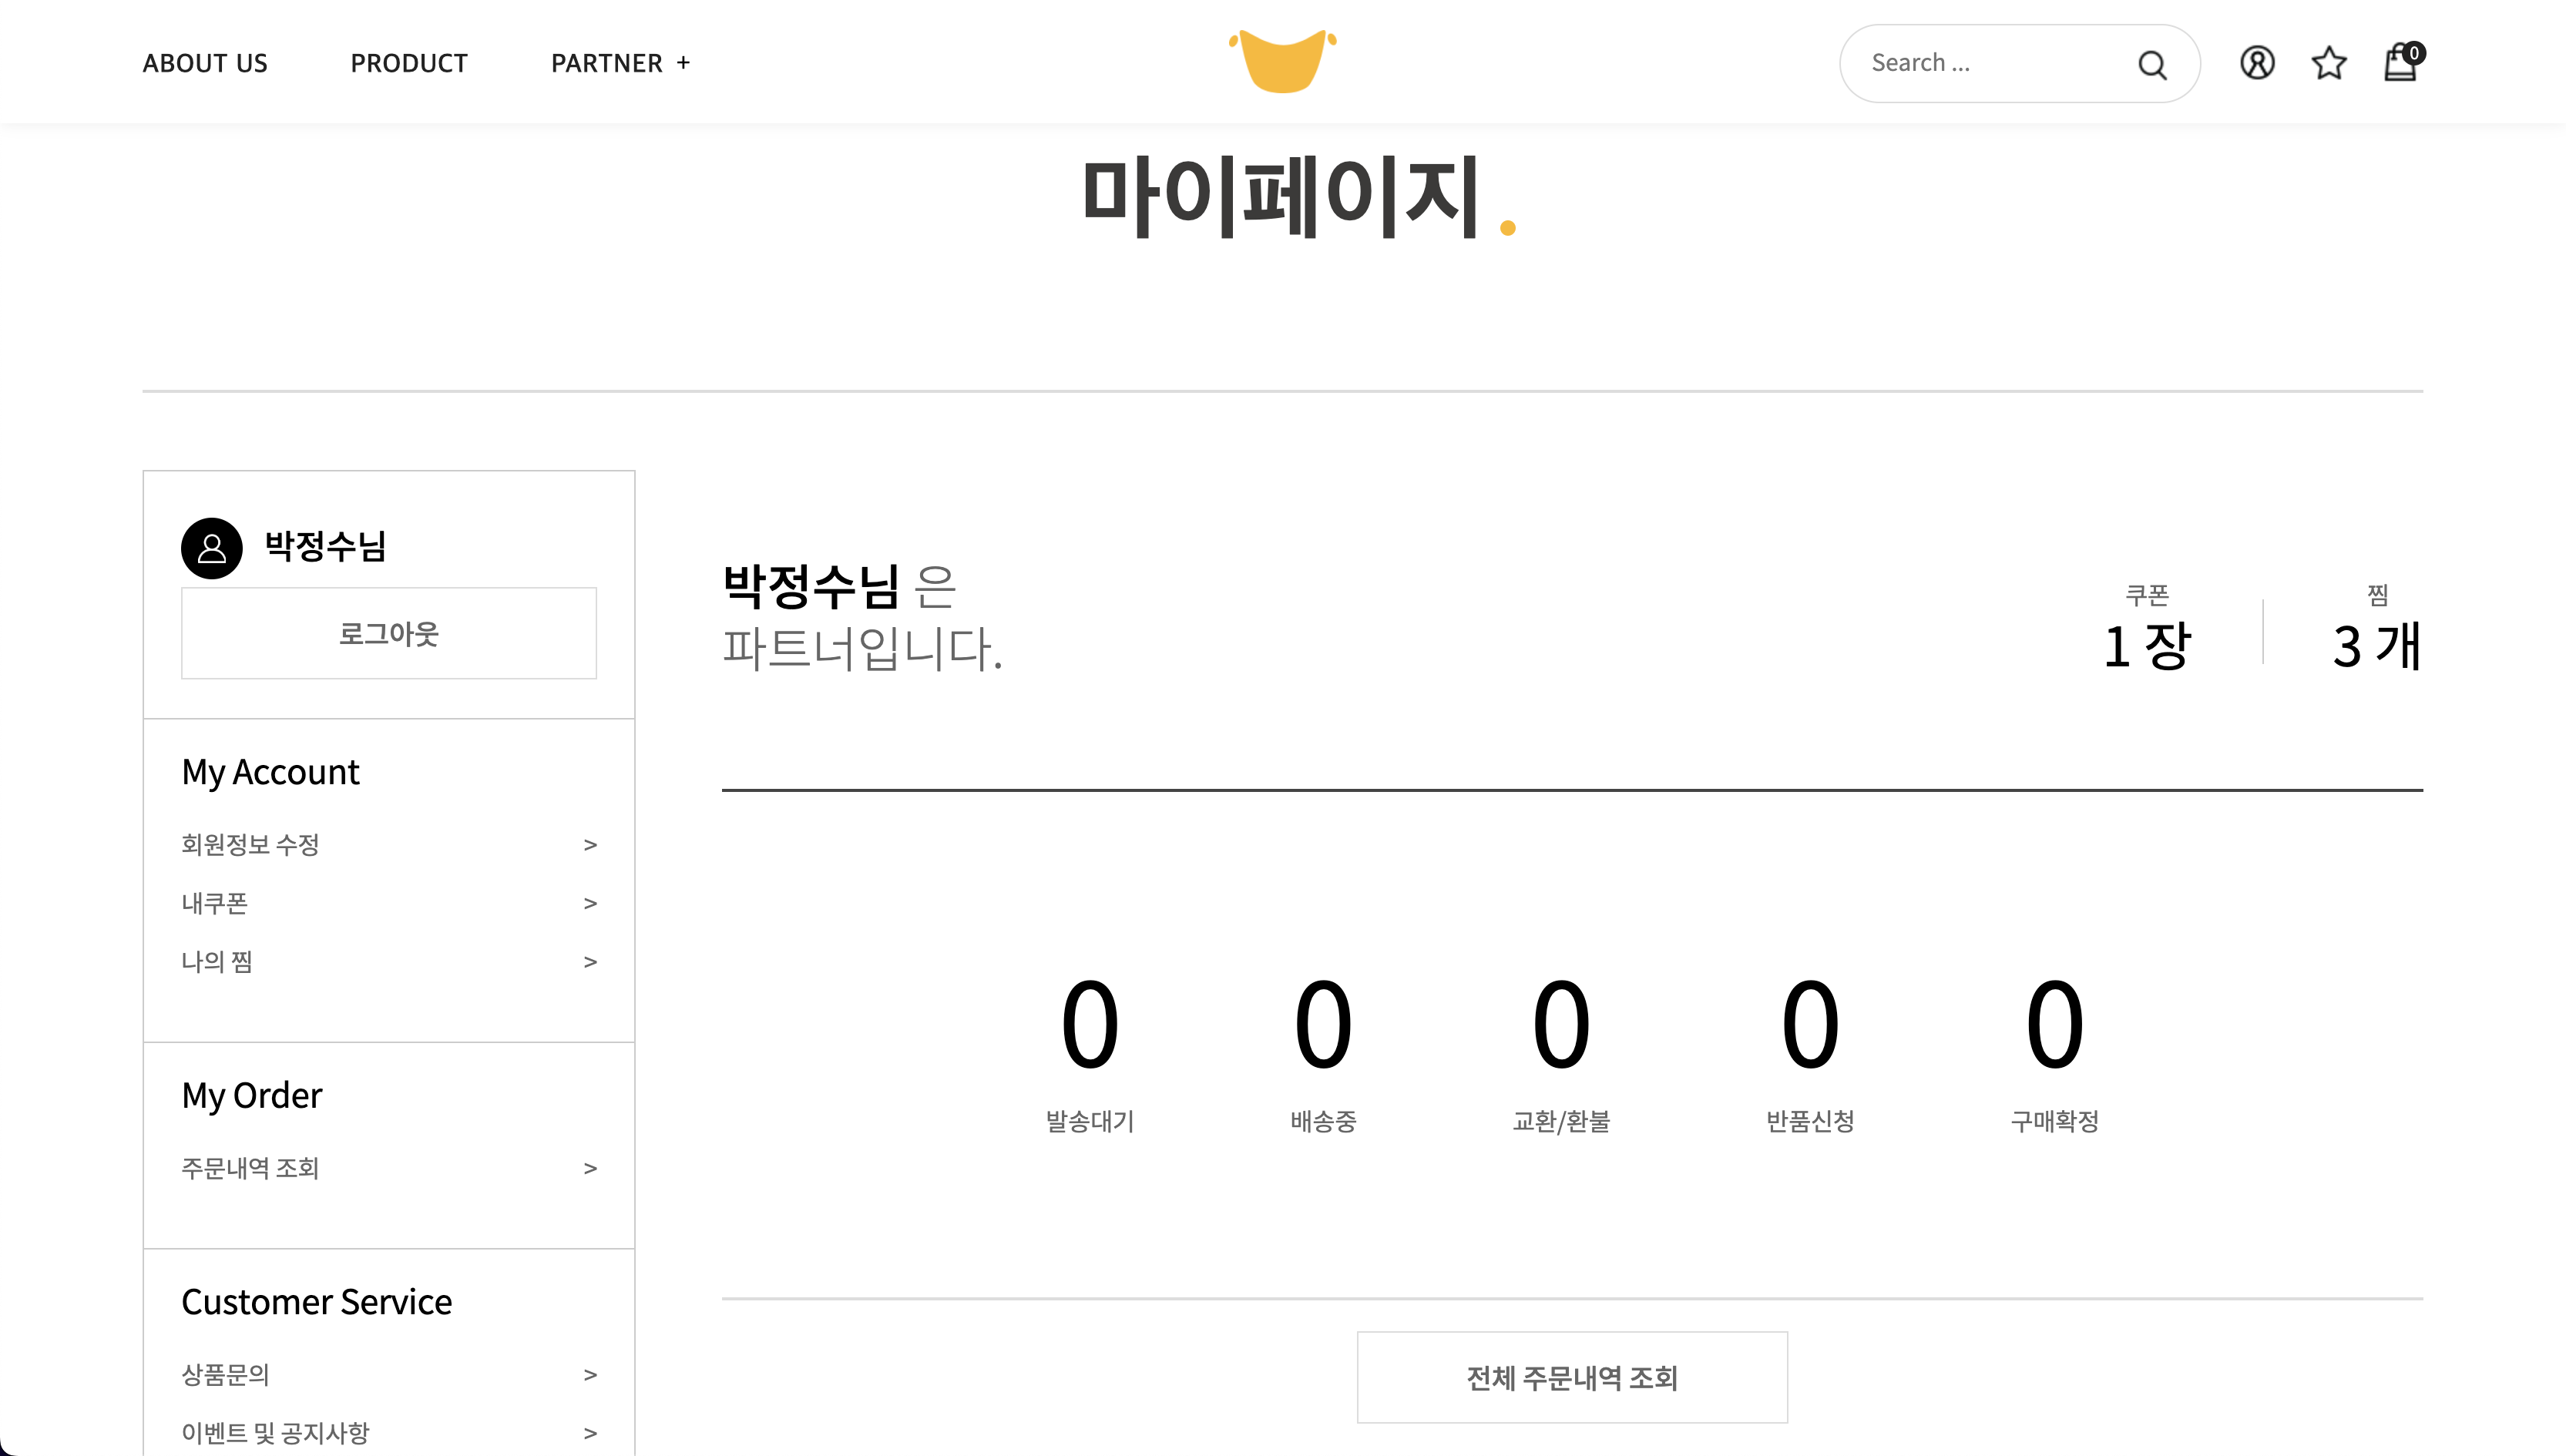 ABOUT US
PRODUCT
PARTNER +
Search ...
0
마이페이지.
박정수님
로그아웃
My Account
회원정보 수정 >
내쿠폰 >
나의 찜 >
My Order
주문내역 조회 >
Customer Service
상품문의 >
이벤트 및 공지사항 >
박정수님 은
파트너입니다.
쿠폰
1 장
찜
3 개
0
발송대기
0
배송중
0
교환/환불
0
반품신청
0
구매확정
전체 주문내역 조회